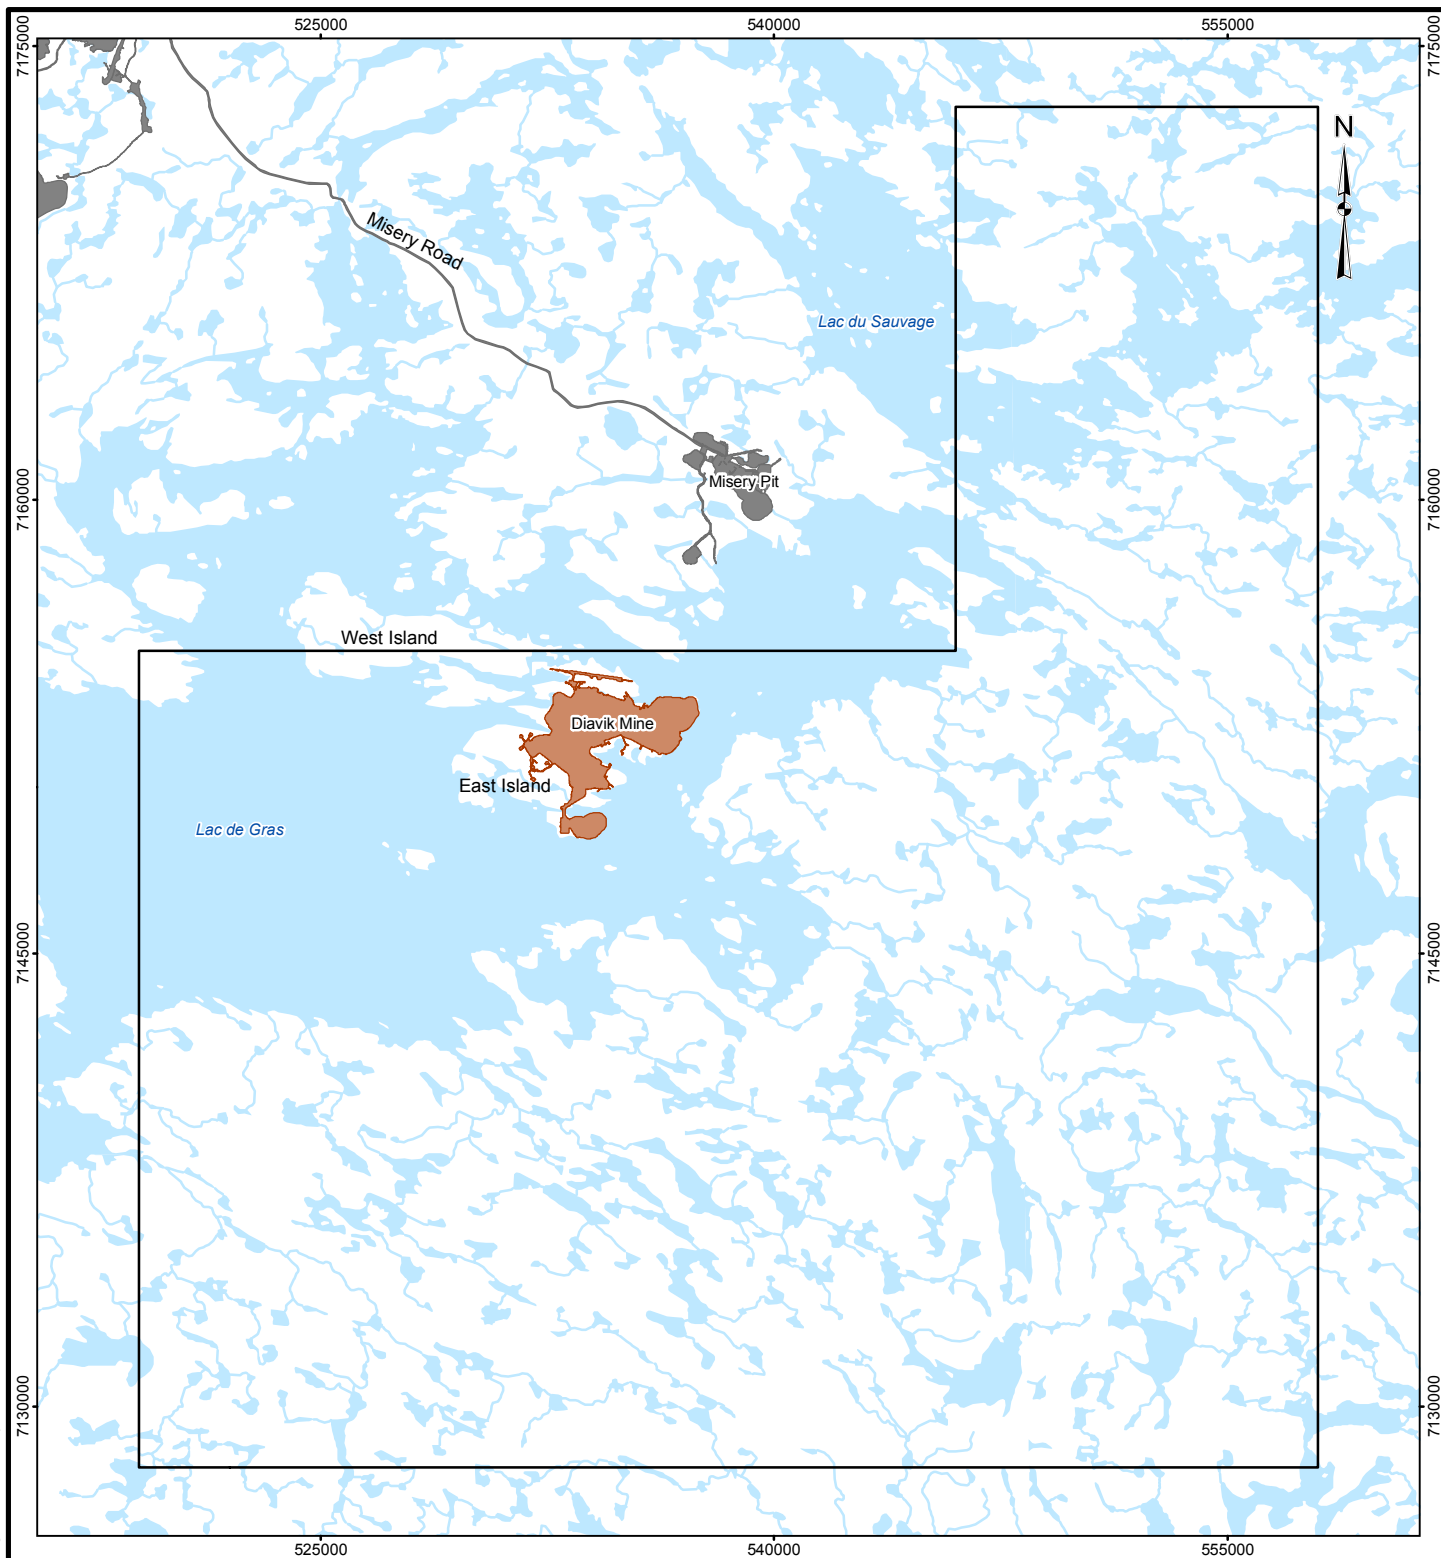 525000
540000
555000
7175000
7175000
N
Misery Road
Lac du Sauvage
Misery Pit
7160000
7160000
West Island
Diavik Mine
East Island
Lac de Gras
7145000
7145000
7130000
7130000
525000
540000
555000